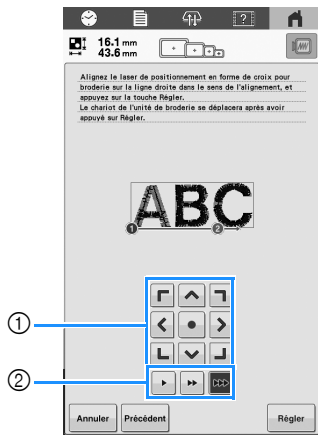 16.1 mm
43.6 mm
Alignez le laser de positionnement en forme de croix pour
broderie sur la ligne droite dans le sens de l'alignement, et
appuyez sur la touche Régler.
Le chariot de l'unité de broderie se déplacera après avoir
appuyé sur Régler.
ABC
1 2
①
②
Annuler Précédent Régler